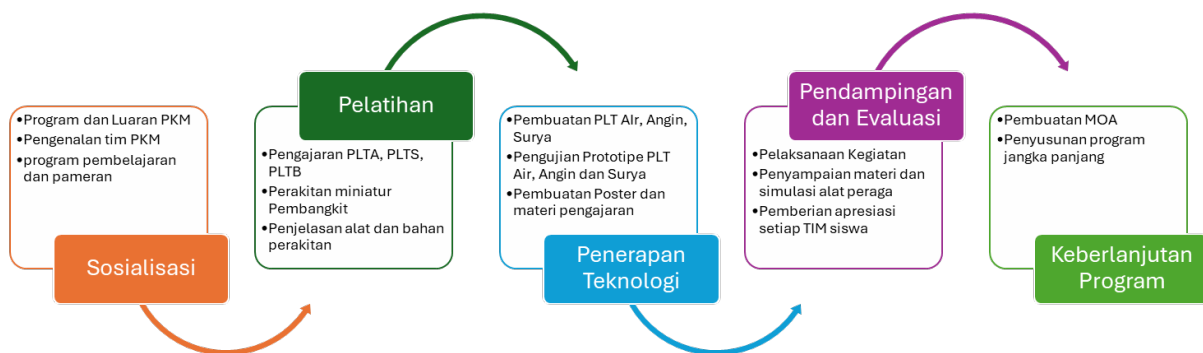 •Program dan Luaran PKM
•Pengenalan tim PKM
•program pembelajaran
dan pameran
Sosialisasi
Pelatihan
•Pengajaran PLTA, PLTS,
PLTB
•Perakitan miniatur
Pembangkit
•Penjelasan alat dan bahan
perakitan
•Pembuatan PLT AIr, Angin,
Surya
•Pengujian Prototipe PLT
Air, Angin dan Surya
•Pembuatan Poster dan
materi pengajaran
Penerapan
Teknologi
Pendampingan
dan Evaluasi
•Pelaksanaan Kegiatan
•Penyampaian materi dan
simulasi alat peraga
•Pemberian apresiasi
setiap TIM siswa
•Pembuatan MOA
•Penyusunan program
jangka panjang
Keberlanjutan
Program